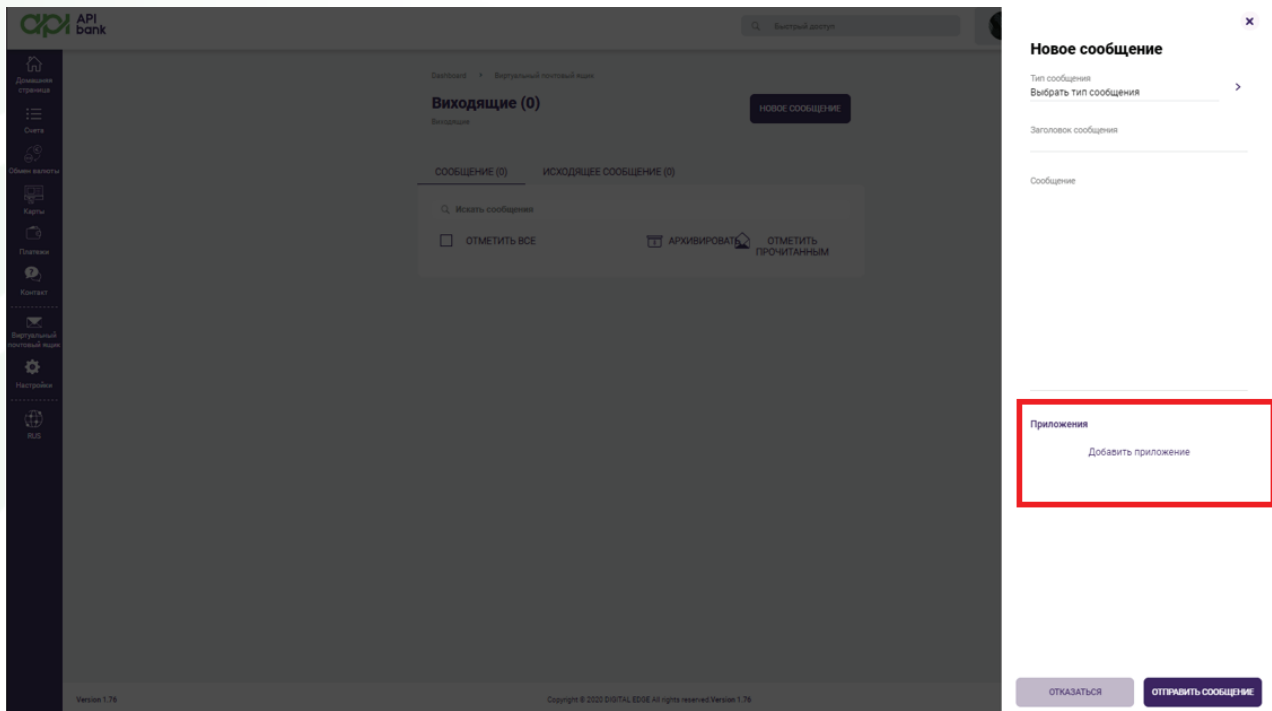 api API
bank
Быстрый доступ
Домашняя
страница
Счета
Обмен валюты
Карты
Платежи
Контакт
Виртуальный
почтовый ящик
Настройки
RUS
Dashboard > Виртуальный почтовый ящик
Виходящие (0)
Входящие
НОВОЕ СООБЩЕНИЕ
СООБЩЕНИЕ (0) ИСХОДЯЩЕЕ СООБЩЕНИЕ (0)
Искать сообщения
ОТМЕТИТЬ ВСЕ
АРХИВИРОВАТЬ
ОТМЕТИТЬ
ПРОЧИТАННЫМ
Version 1.76
Copyright © 2020 DIGITAL EDGE All rights reserved Version 1.76
Новое сообщение
Тип сообщения
Выбрать тип сообщения
Заголовок сообщения
Сообщение
Приложения
Добавить приложение
ОТКАЗАТЬСЯ
ОТПРАВИТЬ СООБЩЕНИЕ